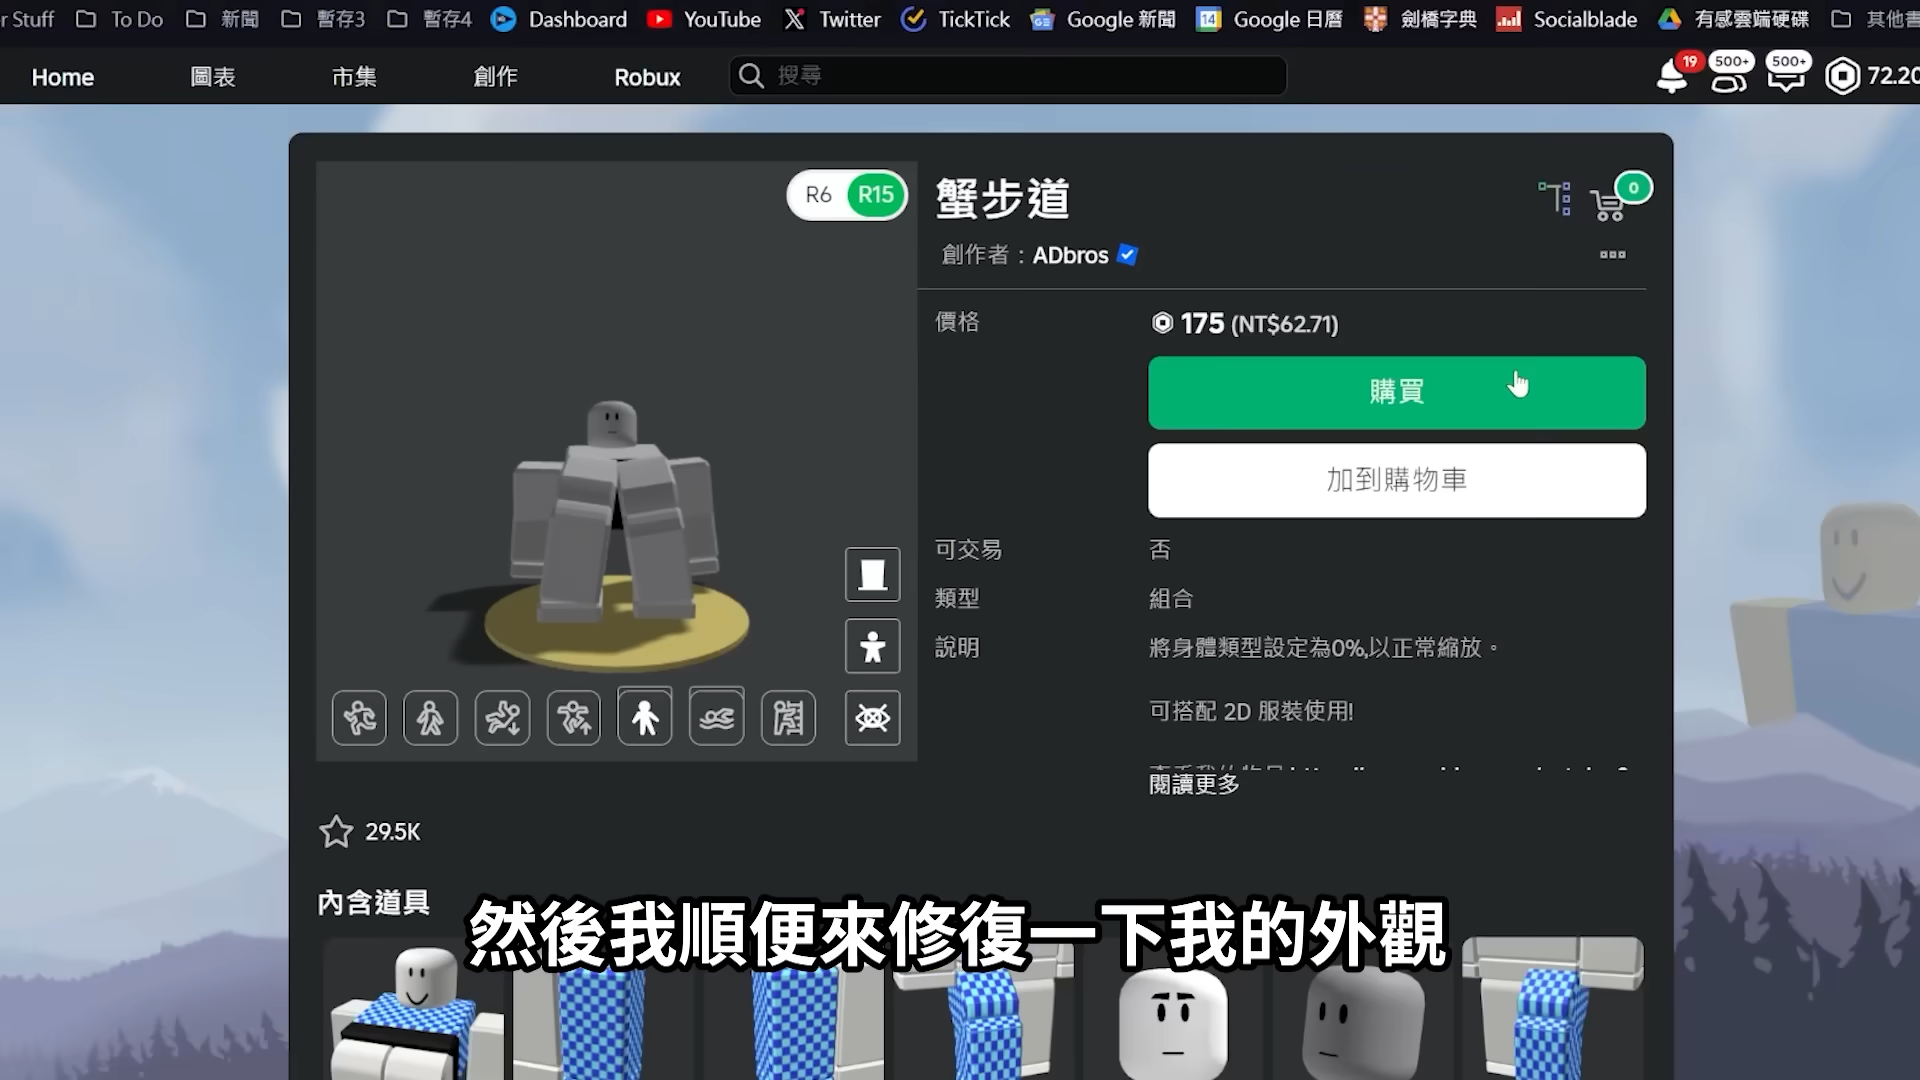 r Stuff To Do 新聞 暫存3 暫存4 Dashboard YouTube Twitter TickTick Google 新聞 14 Google 日曆 劍橋字典 Socialblade 有感雲端硬碟 其他書
Home 圖表 市集 創作 Robux 搜尋 19 500+ 500+ 72.20
R6 R15
蟹步道
0
創作者：ADbros
價格 175 (NT$62.71)
購買
加到購物車
可交易 否
類型 組合
說明 將身體類型設定為0%,以正常縮放。
可搭配 2D 服裝使用!
閱讀更多
29.5K
內含道具
然後我順便來修復一下我的外觀